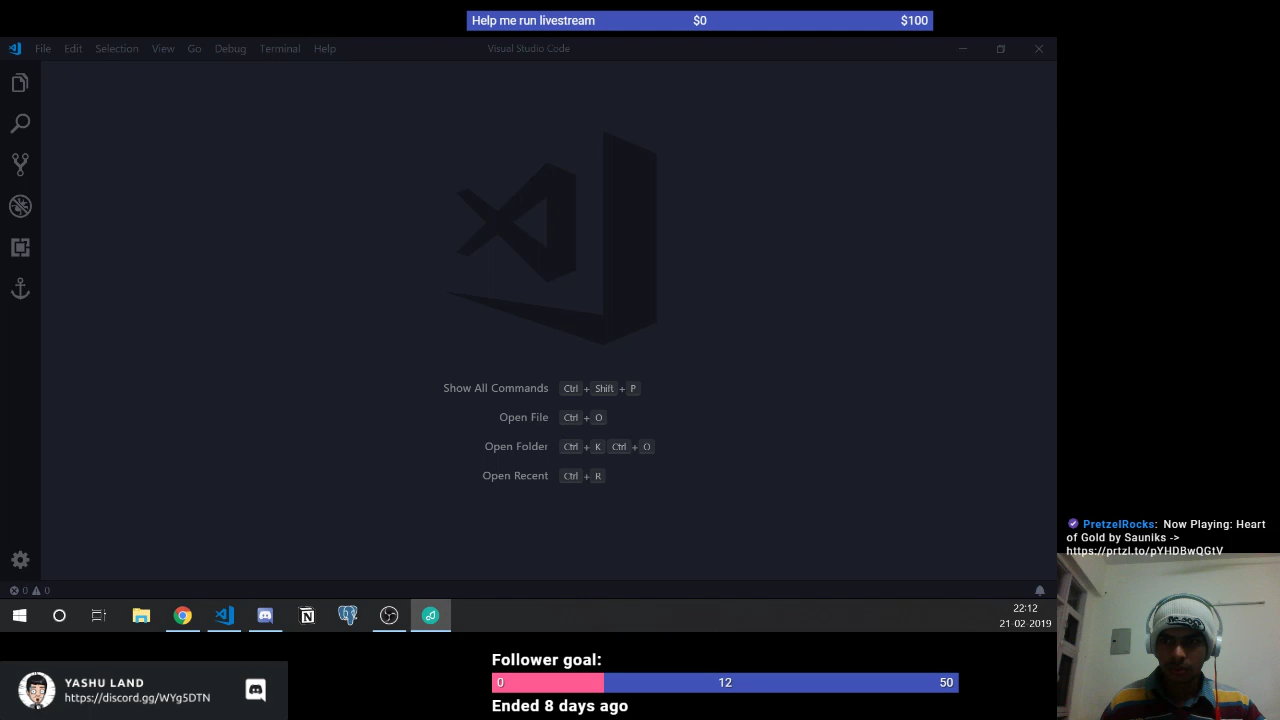 Help me run livestream $0 $100
File Edit Selection View Go Debug Terminal Help Visual Studio Code
Show All Commands Ctrl + Shift + P
Open File Ctrl + O
Open Folder Ctrl + K Ctrl + O
Open Recent Ctrl + R
PretzelRocks: Now Playing: Heart
of Gold by Sauniks ->
https://prtzl.to/pYHDBwQGtV
0 0
22:12
21-02-2019
YASHU LAND
https://discord.gg/WYg5DTN
Follower goal:
0 12 50
Ended 8 days ago